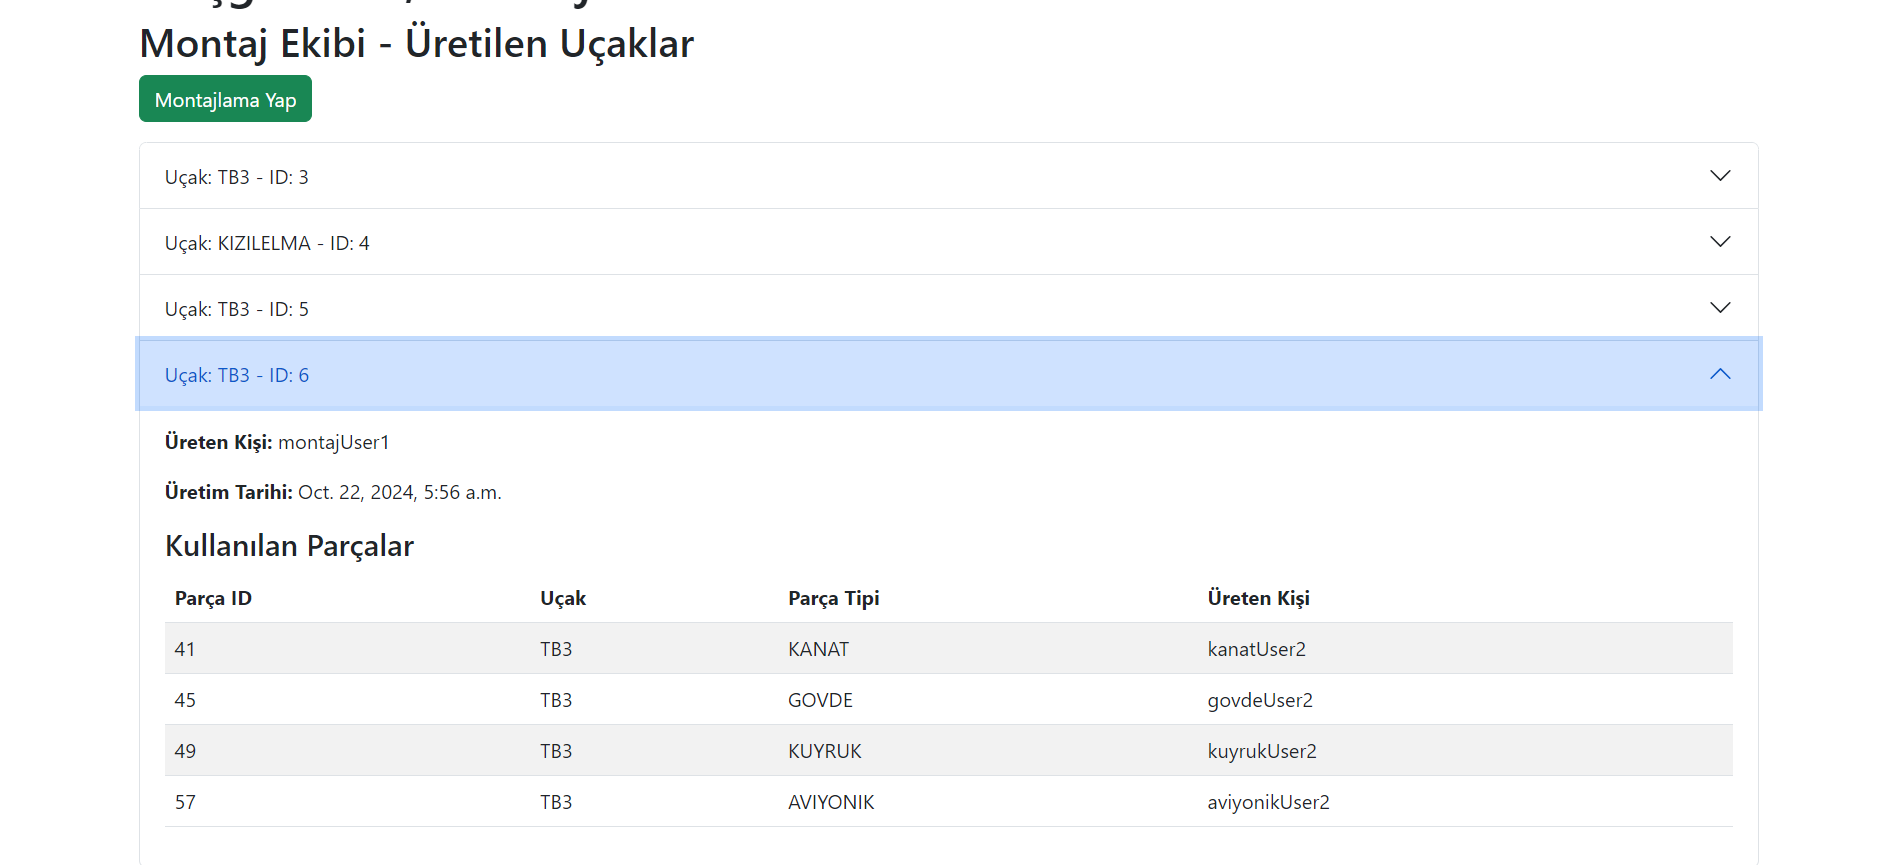 Montaj Ekibi - Üretilen Uçaklar
Montajlama Yap
Uçak: TB3 - ID: 3
Uçak: KIZILELMA - ID: 4
Uçak: TB3 - ID: 5
Uçak: TB3 - ID: 6
Üreten Kişi: montajUser1
Üretim Tarihi: Oct. 22, 2024, 5:56 a.m.
Kullanılan Parçalar
Parça ID Uçak Parça Tipi Üreten Kişi
41 TB3 KANAT kanatUser2
45 TB3 GOVDE govdeUser2
49 TB3 KUYRUK kuyrukUser2
57 TB3 AVIYONIK aviyonikUser2